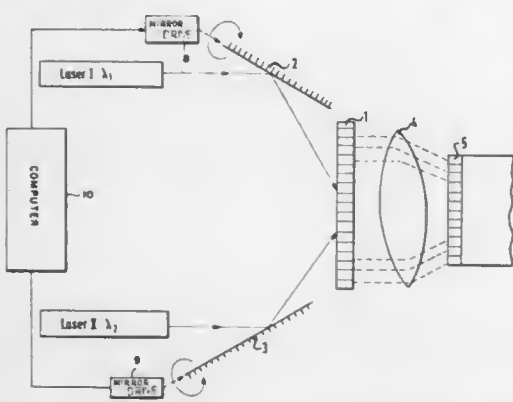 MIRROR
DRIVE
8
2
Laser I λ1
1
4
5
COMPUTER
10
Laser II λ2
3
9
MIRROR
DRIVE